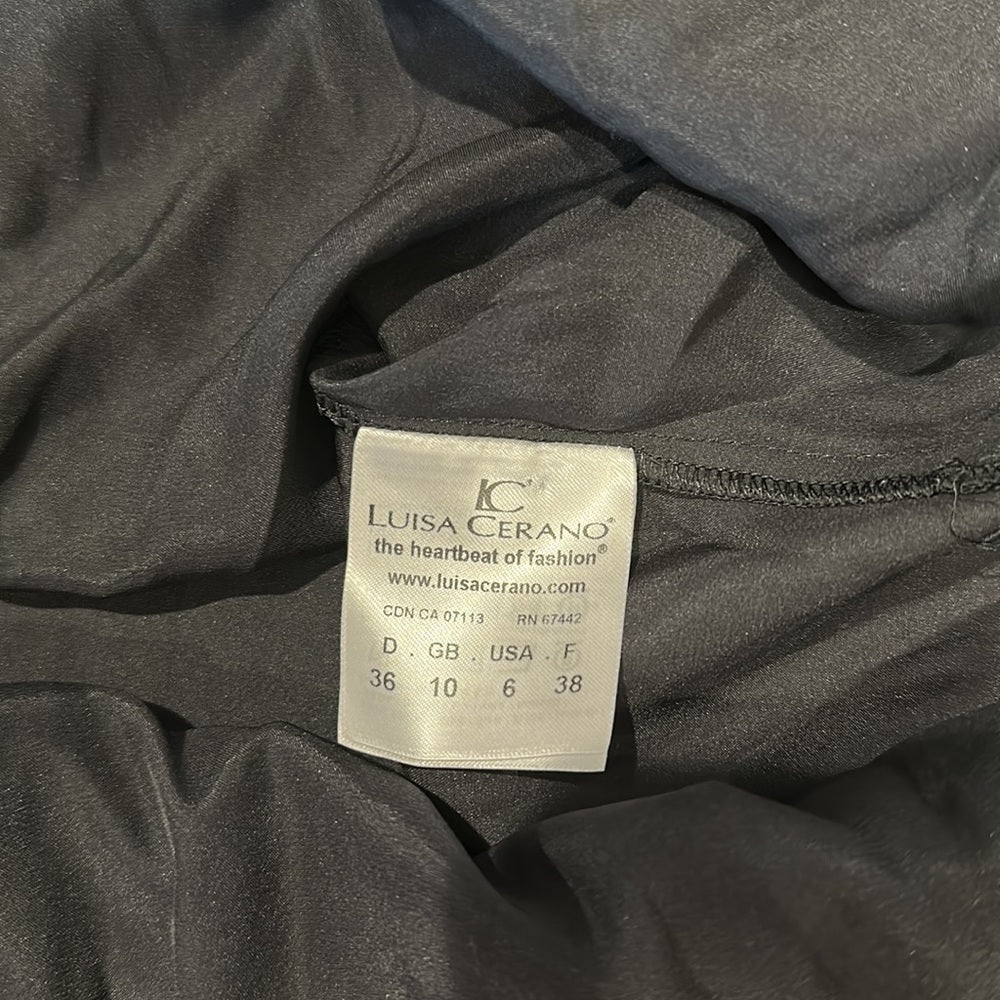 LC
LUISA CERANO®
the heartbeat of fashion®
www.luisacerano.com
CDN CA 07113 RN 67442
D . GB . USA . F
36 10 6 38